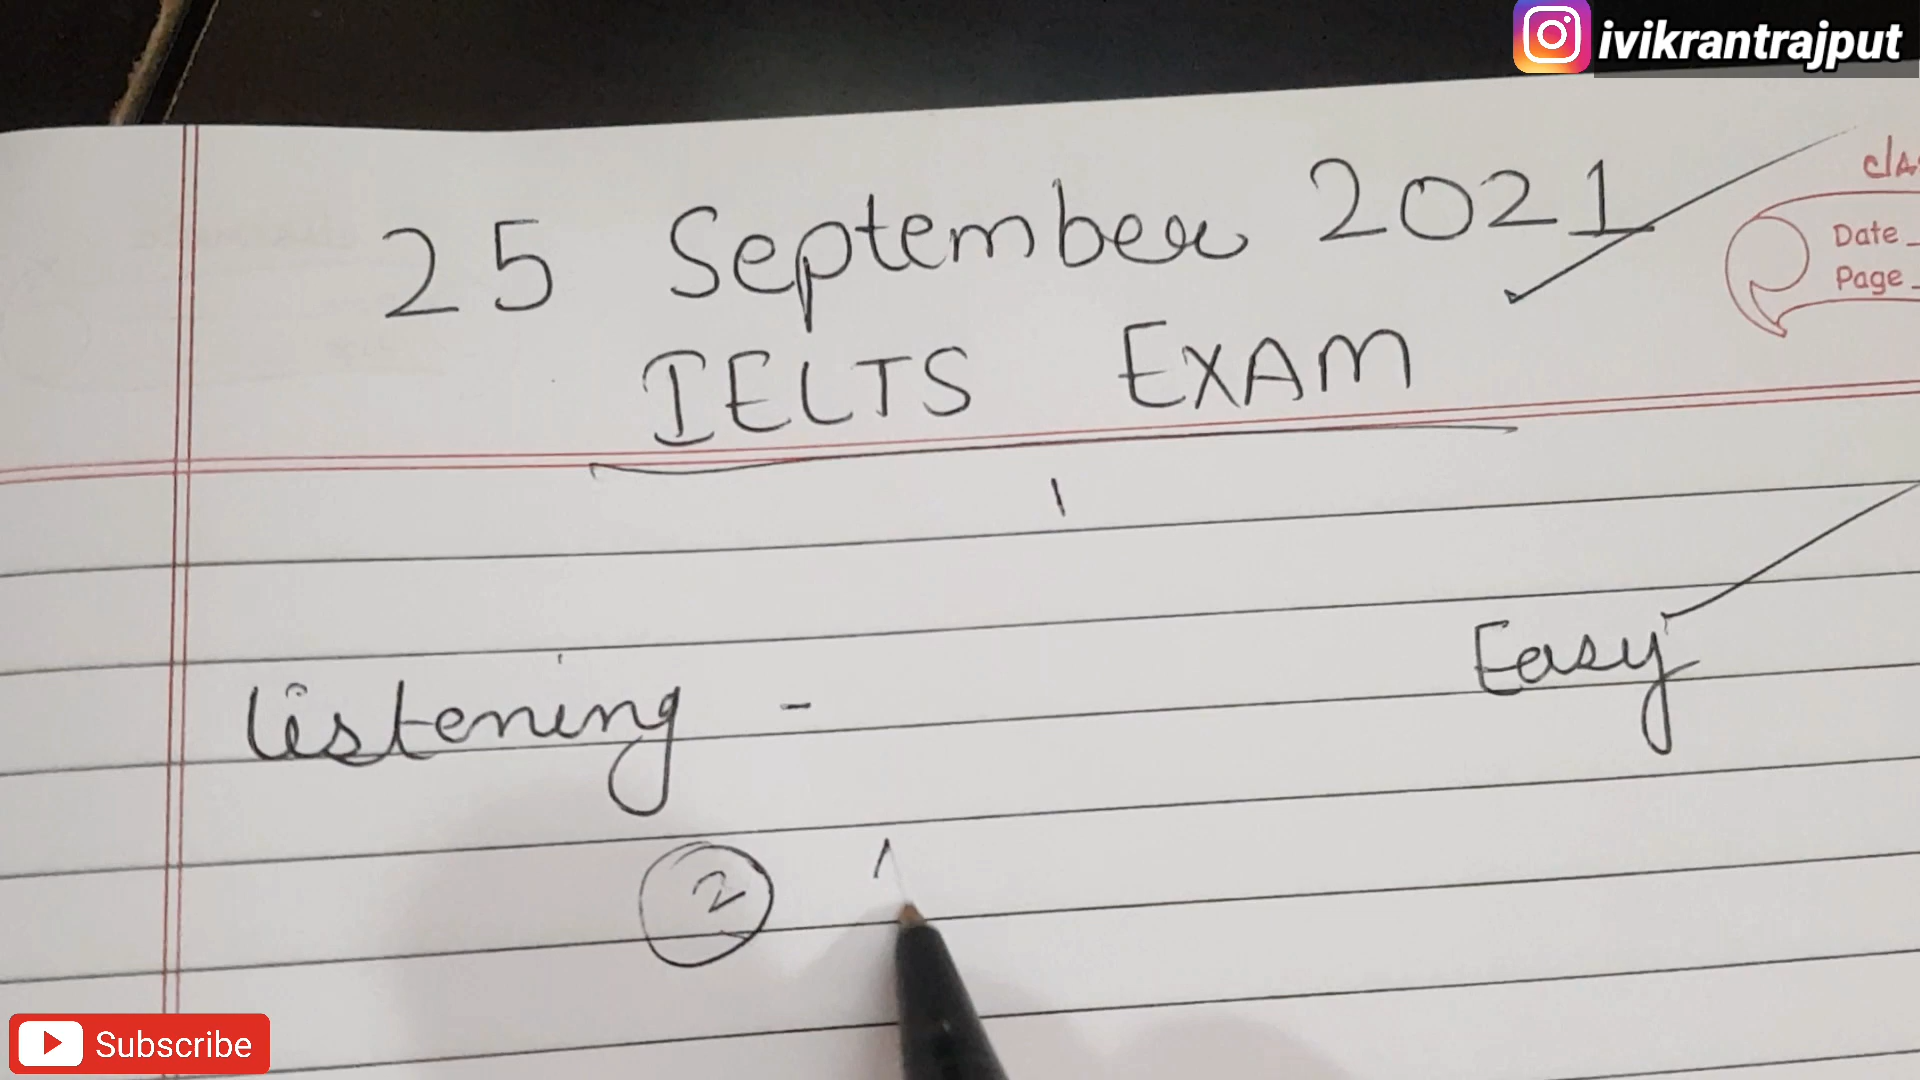 ivikrantrajput
25 September 2021
IELTS EXAM
Date
Page
Easy
Listening -
2
Subscribe